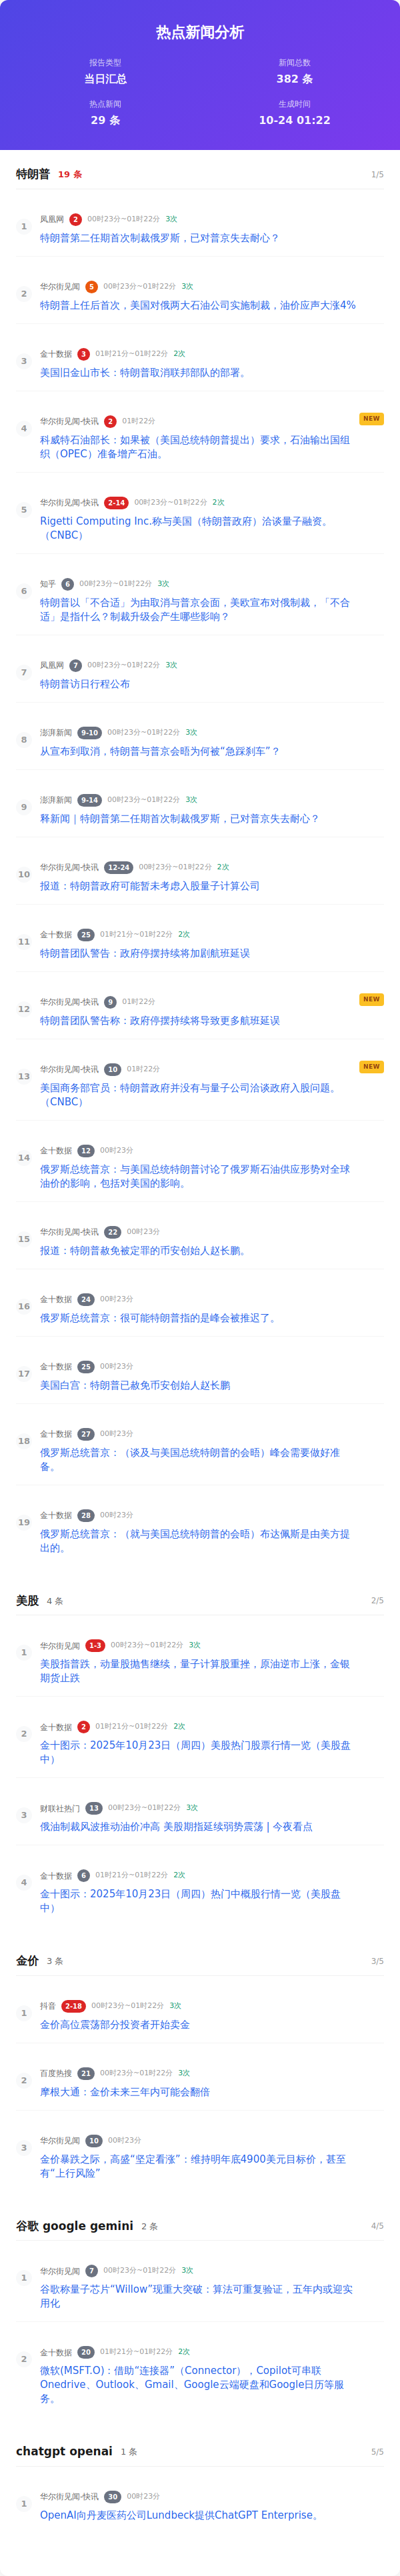 热点新闻分析
报告类型
当日汇总
新闻总数
382 条
热点新闻
29 条
生成时间
10-24 01:22
特朗普 19 条 1/5
1 凤凰网 2 00时23分~01时22分 3次
特朗普第二任期首次制裁俄罗斯，已对普京失去耐心？
2 华尔街见闻 5 00时23分~01时22分 3次
特朗普上任后首次，美国对俄两大石油公司实施制裁，油价应声大涨4%
3 金十数据 3 01时21分~01时22分 2次
美国旧金山市长：特朗普取消联邦部队的部署。
4 华尔街见闻-快讯 2 01时22分 NEW
科威特石油部长：如果被（美国总统特朗普提出）要求，石油输出国组
织（OPEC）准备增产石油。
5 华尔街见闻-快讯 2-14 00时23分~01时22分 2次
Rigetti Computing Inc.称与美国（特朗普政府）洽谈量子融资。
（CNBC）
6 知乎 6 00时23分~01时22分 3次
特朗普以「不合适」为由取消与普京会面，美欧宣布对俄制裁，「不合
适」是指什么？制裁升级会产生哪些影响？
7 凤凰网 7 00时23分~01时22分 3次
特朗普访日行程公布
8 澎湃新闻 9-10 00时23分~01时22分 3次
从宣布到取消，特朗普与普京会晤为何被“急踩刹车”？
9 澎湃新闻 9-14 00时23分~01时22分 3次
释新闻｜特朗普第二任期首次制裁俄罗斯，已对普京失去耐心？
10 华尔街见闻-快讯 12-24 00时23分~01时22分 2次
报道：特朗普政府可能暂未考虑入股量子计算公司
11 金十数据 25 01时21分~01时22分 2次
特朗普团队警告：政府停摆持续将加剧航班延误
12 华尔街见闻-快讯 9 01时22分 NEW
特朗普团队警告称：政府停摆持续将导致更多航班延误
13 华尔街见闻-快讯 10 01时22分 NEW
美国商务部官员：特朗普政府并没有与量子公司洽谈政府入股问题。
（CNBC）
14 金十数据 12 00时23分
俄罗斯总统普京：与美国总统特朗普讨论了俄罗斯石油供应形势对全球
油价的影响，包括对美国的影响。
15 华尔街见闻-快讯 22 00时23分
报道：特朗普赦免被定罪的币安创始人赵长鹏。
16 金十数据 24 00时23分
俄罗斯总统普京：很可能特朗普指的是峰会被推迟了。
17 金十数据 25 00时23分
美国白宫：特朗普已赦免币安创始人赵长鹏
18 金十数据 27 00时23分
俄罗斯总统普京：（谈及与美国总统特朗普的会晤）峰会需要做好准
备。
19 金十数据 28 00时23分
俄罗斯总统普京：（就与美国总统特朗普的会晤）布达佩斯是由美方提
出的。
美股 4 条 2/5
1 华尔街见闻 1-3 00时23分~01时22分 3次
美股指普跌，动量股抛售继续，量子计算股重挫，原油逆市上涨，金银
期货止跌
2 金十数据 2 01时21分~01时22分 2次
金十图示：2025年10月23日（周四）美股热门股票行情一览（美股盘
中）
3 财联社热门 13 00时23分~01时22分 3次
俄油制裁风波推动油价冲高 美股期指延续弱势震荡 | 今夜看点
4 金十数据 6 01时21分~01时22分 2次
金十图示：2025年10月23日（周四）热门中概股行情一览（美股盘
中）
金价 3 条 3/5
1 抖音 2-18 00时23分~01时22分 3次
金价高位震荡部分投资者开始卖金
2 百度热搜 21 00时23分~01时22分 3次
摩根大通：金价未来三年内可能会翻倍
3 华尔街见闻 10 00时23分
金价暴跌之际，高盛“坚定看涨”：维持明年底4900美元目标价，甚至
有“上行风险”
谷歌 google gemini 2 条 4/5
1 华尔街见闻 7 00时23分~01时22分 3次
谷歌称量子芯片“Willow”实现重大突破：算法可重复验证，五年内或迎实
用化
2 金十数据 20 01时21分~01时22分 2次
微软(MSFT.O)：借助“连接器”（Connector），Copilot可串联
Onedrive、Outlook、Gmail、Google云端硬盘和Google日历等服
务。
chatgpt openai 1 条 5/5
1 华尔街见闻-快讯 30 00时23分
OpenAI向丹麦医药公司Lundbeck提供ChatGPT Enterprise。